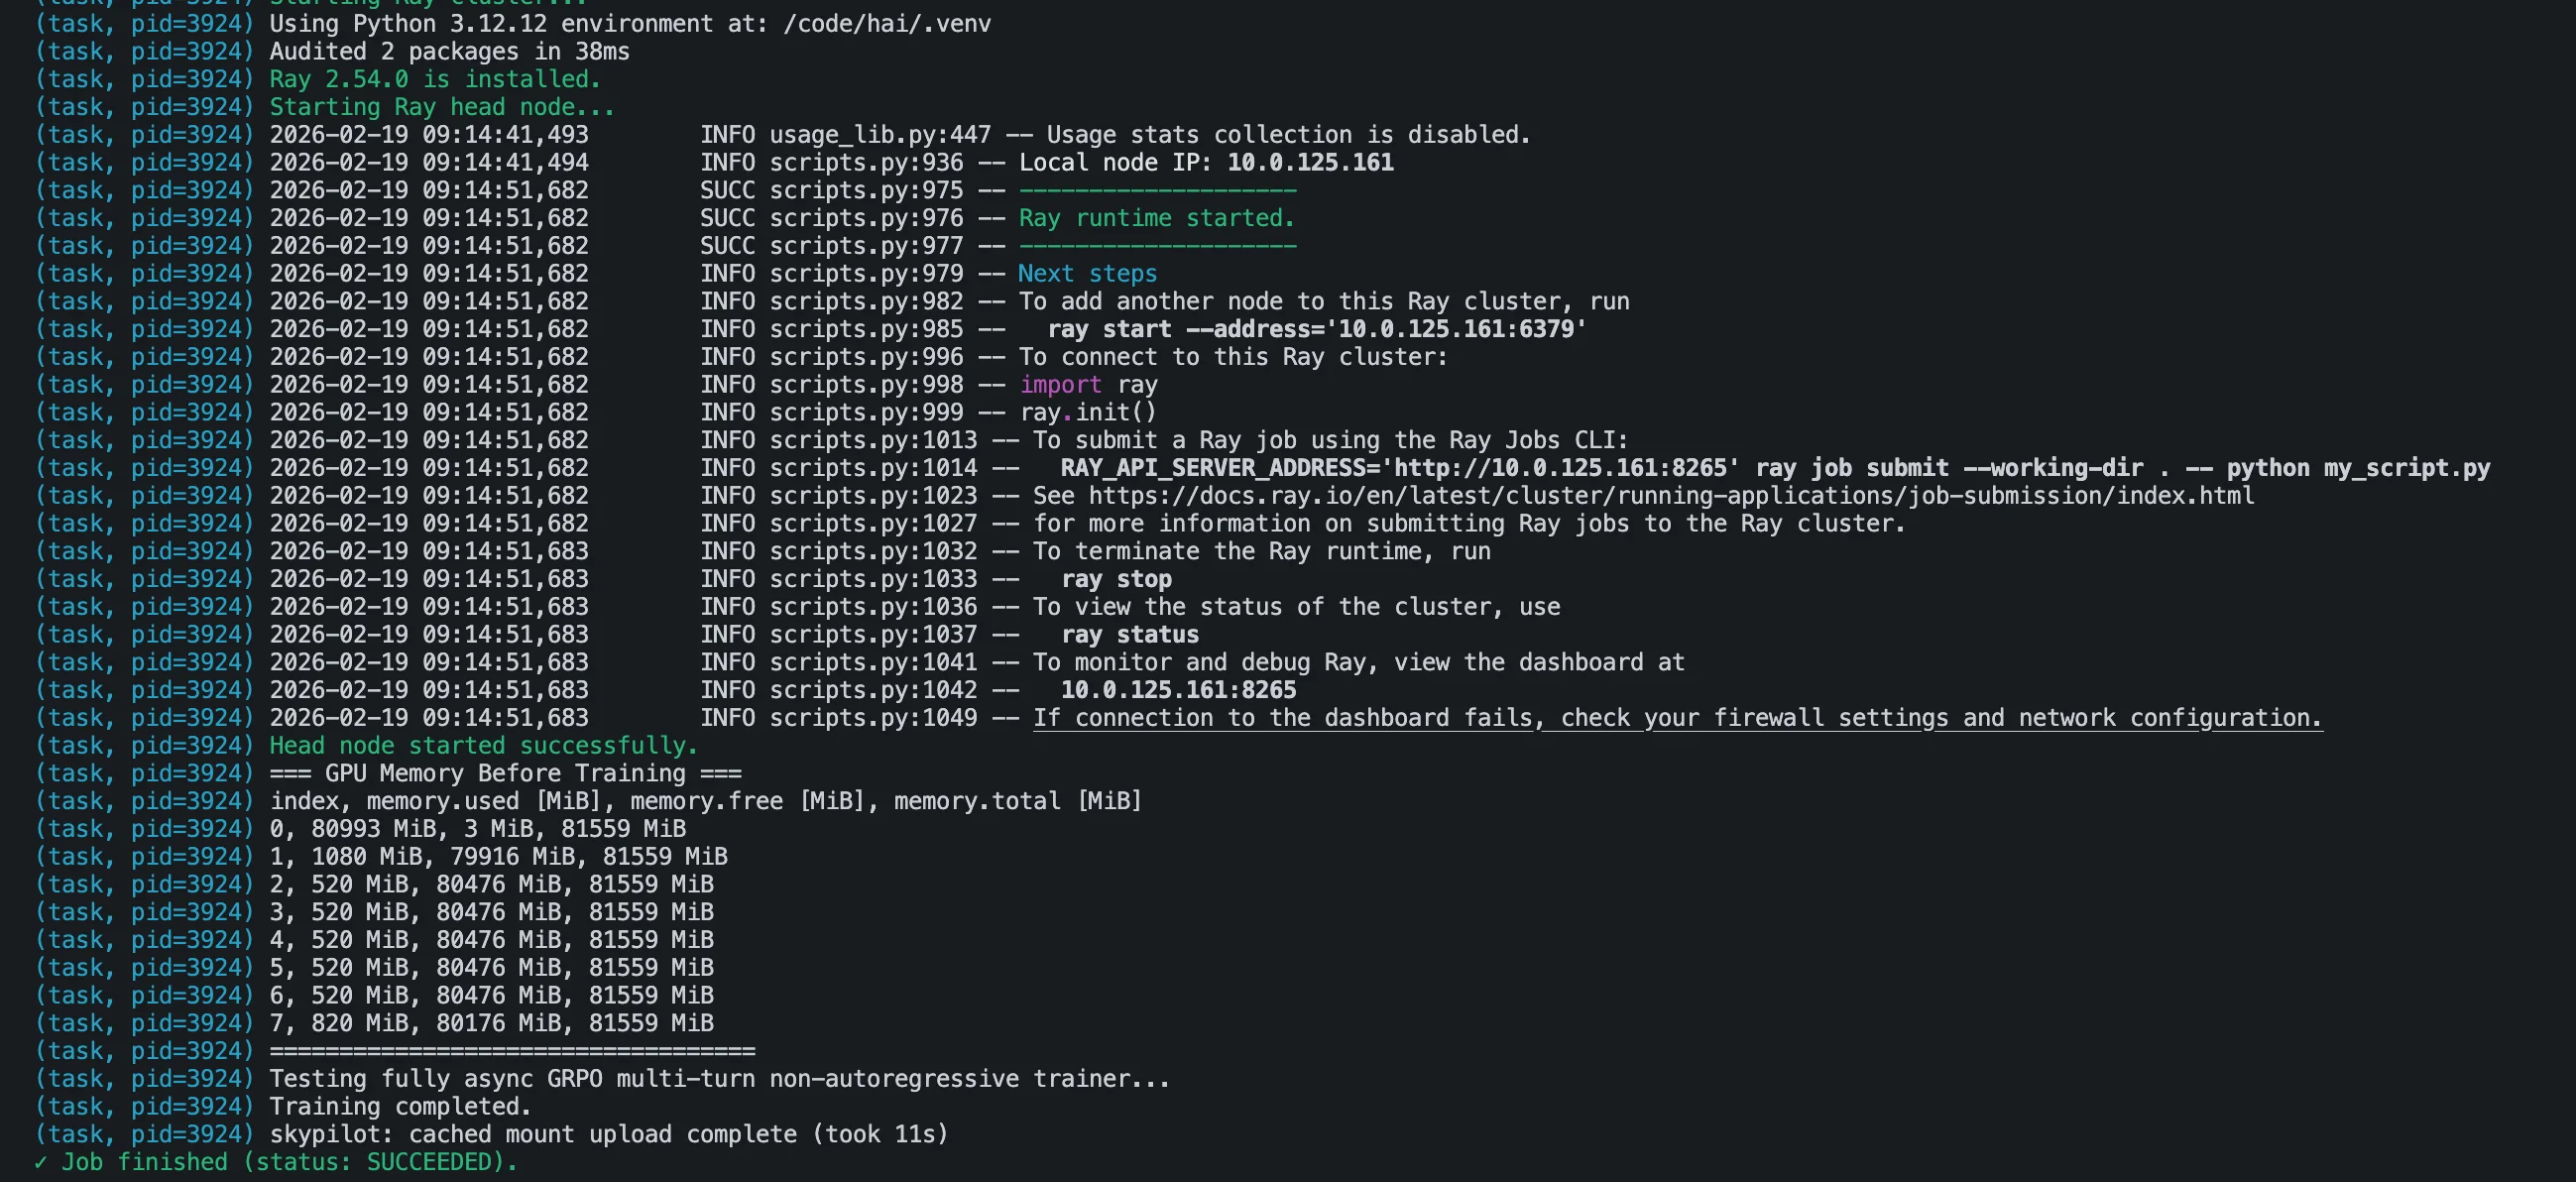 Starting Ray cluster...
(task, pid=3924) Using Python 3.12.12 environment at: /code/hai/.venv
(task, pid=3924) Audited 2 packages in 38ms
(task, pid=3924) Ray 2.54.0 is installed.
(task, pid=3924) Starting Ray head node...
(task, pid=3924) 2026-02-19 09:14:41,493        INFO usage_lib.py:447 -- Usage stats collection is disabled.
(task, pid=3924) 2026-02-19 09:14:41,494        INFO scripts.py:936 -- Local node IP: 10.0.125.161
(task, pid=3924) 2026-02-19 09:14:51,682        SUCC scripts.py:975 -- --------------------
(task, pid=3924) 2026-02-19 09:14:51,682        SUCC scripts.py:976 -- Ray runtime started.
(task, pid=3924) 2026-02-19 09:14:51,682        SUCC scripts.py:977 -- --------------------
(task, pid=3924) 2026-02-19 09:14:51,682        INFO scripts.py:979 -- Next steps
(task, pid=3924) 2026-02-19 09:14:51,682        INFO scripts.py:982 -- To add another node to this Ray cluster, run
(task, pid=3924) 2026-02-19 09:14:51,682        INFO scripts.py:985 --   ray start --address='10.0.125.161:6379'
(task, pid=3924) 2026-02-19 09:14:51,682        INFO scripts.py:996 -- To connect to this Ray cluster:
(task, pid=3924) 2026-02-19 09:14:51,682        INFO scripts.py:998 -- import ray
(task, pid=3924) 2026-02-19 09:14:51,682        INFO scripts.py:999 -- ray.init()
(task, pid=3924) 2026-02-19 09:14:51,682        INFO scripts.py:1013 -- To submit a Ray job using the Ray Jobs CLI:
(task, pid=3924) 2026-02-19 09:14:51,682        INFO scripts.py:1014 --   RAY_API_SERVER_ADDRESS='http://10.0.125.161:8265' ray job submit --working-dir . -- python my_script.py
(task, pid=3924) 2026-02-19 09:14:51,682        INFO scripts.py:1023 -- See https://docs.ray.io/en/latest/cluster/running-applications/job-submission/index.html
(task, pid=3924) 2026-02-19 09:14:51,682        INFO scripts.py:1027 -- for more information on submitting Ray jobs to the Ray cluster.
(task, pid=3924) 2026-02-19 09:14:51,683        INFO scripts.py:1032 -- To terminate the Ray runtime, run
(task, pid=3924) 2026-02-19 09:14:51,683        INFO scripts.py:1033 --   ray stop
(task, pid=3924) 2026-02-19 09:14:51,683        INFO scripts.py:1036 -- To view the status of the cluster, use
(task, pid=3924) 2026-02-19 09:14:51,683        INFO scripts.py:1037 --   ray status
(task, pid=3924) 2026-02-19 09:14:51,683        INFO scripts.py:1041 -- To monitor and debug Ray, view the dashboard at
(task, pid=3924) 2026-02-19 09:14:51,683        INFO scripts.py:1042 --   10.0.125.161:8265
(task, pid=3924) 2026-02-19 09:14:51,683        INFO scripts.py:1049 -- If connection to the dashboard fails, check your firewall settings and network configuration.
(task, pid=3924) Head node started successfully.
(task, pid=3924) === GPU Memory Before Training ===
(task, pid=3924) index, memory.used [MiB], memory.free [MiB], memory.total [MiB]
(task, pid=3924) 0, 80993 MiB, 3 MiB, 81559 MiB
(task, pid=3924) 1, 1080 MiB, 79916 MiB, 81559 MiB
(task, pid=3924) 2, 520 MiB, 80476 MiB, 81559 MiB
(task, pid=3924) 3, 520 MiB, 80476 MiB, 81559 MiB
(task, pid=3924) 4, 520 MiB, 80476 MiB, 81559 MiB
(task, pid=3924) 5, 520 MiB, 80476 MiB, 81559 MiB
(task, pid=3924) 6, 520 MiB, 80476 MiB, 81559 MiB
(task, pid=3924) 7, 820 MiB, 80176 MiB, 81559 MiB
(task, pid=3924) ===================================
(task, pid=3924) Testing fully async GRPO multi-turn non-autoregressive trainer...
(task, pid=3924) Training completed.
(task, pid=3924) skypilot: cached mount upload complete (took 11s)
✓ Job finished (status: SUCCEEDED).